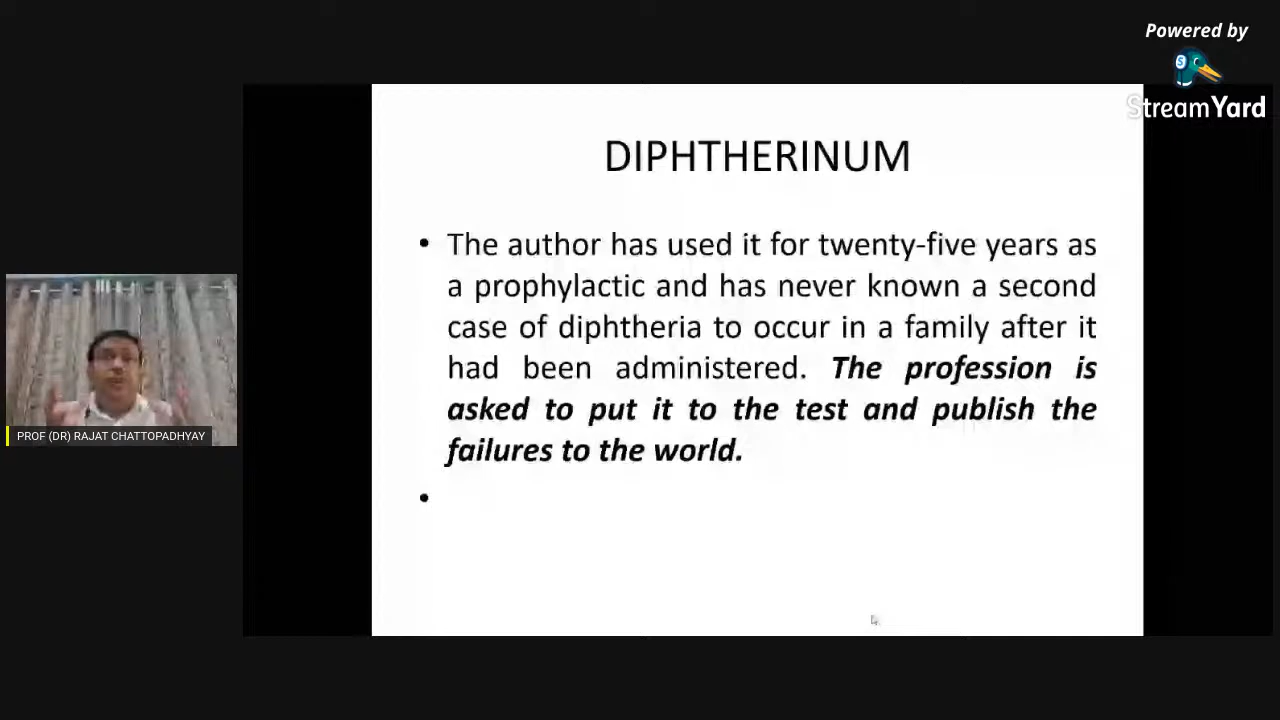 Powered by
StreamYard
DIPHTHERINUM
• The author has used it for twenty-five years as
a prophylactic and has never known a second
case of diphtheria to occur in a family after it
had been administered. The profession is
asked to put it to the test and publish the
failures to the world.
•
PROF (DR) RAJAT CHATTOPADHYAY